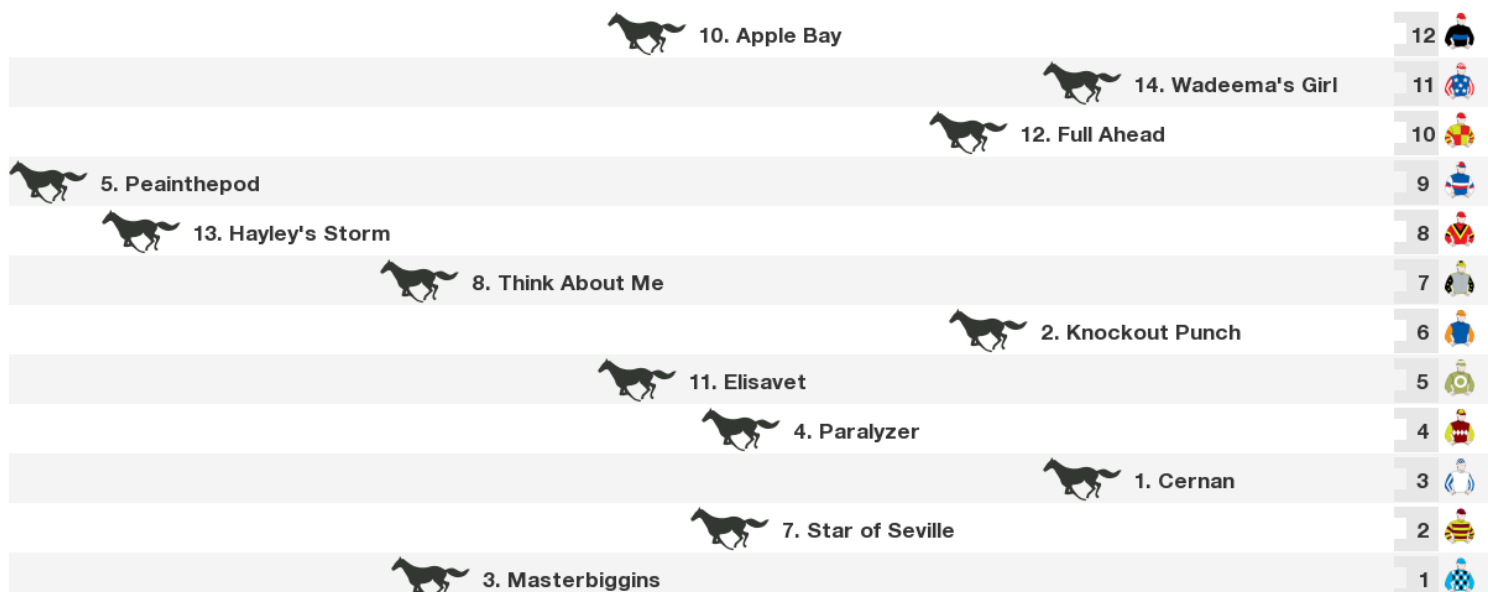 10. Apple Bay 12
14. Wadeema's Girl 11
12. Full Ahead 10
5. Peainthepod 9
13. Hayley's Storm 8
8. Think About Me 7
2. Knockout Punch 6
11. Elisavet 5
4. Paralyzer 4
1. Cernan 3
7. Star of Seville 2
3. Masterbiggins 1